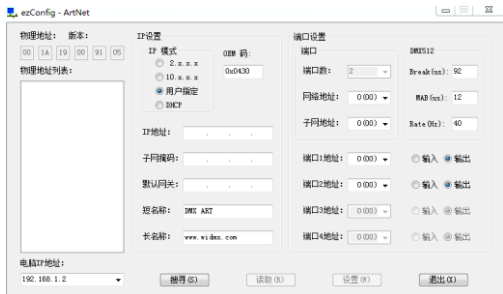 ezConfig - ArtNet
物理地址: 版本:
00 1A 19 00 91 05
物理地址列表:
电脑IP地址:
192.168.1.2
IP设置
IP 模式
2.x.x.x
10.x.x.x
用户指定
DHCP
OEM 码:
0x0430
IP地址:
子网掩码:
默认网关:
短名称: DMX ART
长名称: www.vidmx.com
端口设置
端口
端口数: 2
网络地址: 0(00)
子网地址: 0(00)
DMX512
Break(us): 92
MAB(us): 12
Rate(Hz): 40
端口1地址: 0(00) 输入 输出
端口2地址: 0(00) 输入 输出
端口3地址: 0(00) 输入 输出
端口4地址: 0(00) 输入 输出
搜寻(S) 读取(R) 设置(W) 退出(X)